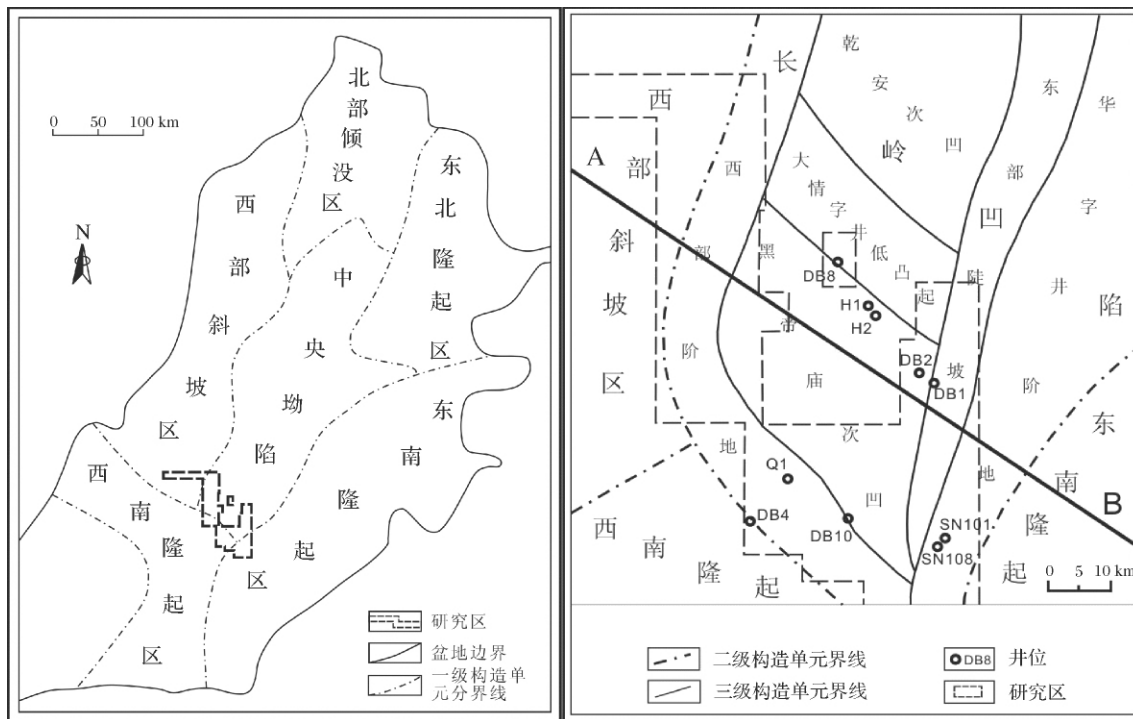 0 50 100 km
N
北部倾没区
东北隆起区
西部斜坡区
中央坳陷区
东南隆起区
西南隆起区
研究区
盆地边界
一级构造单
元分界线
A
B
长岭凹陷
乾安次凹
大情字井低凸起
黑帝庙次凹
西部阶地
东部陡坡
华字井阶地
西部斜坡区
西南隆起
东南隆起
DB8
H1
H2
DB2
DB1
Q1
DB4
DB10
SN101
SN108
0 5 10 km
二级构造单元界线
三级构造单元界线
DB8 井位
研究区